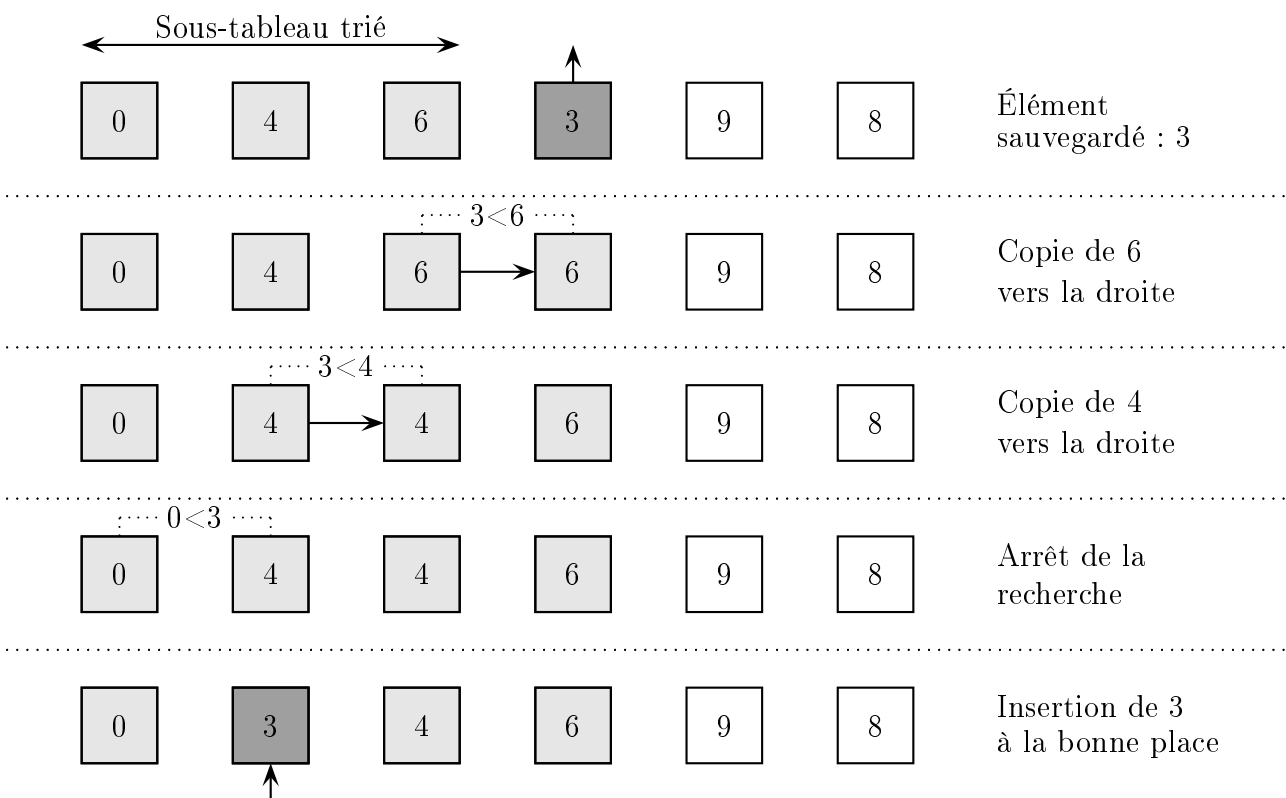 Sous-tableau trié
0 4 6 3 9 8
Élément
sauvegardé : 3
3<6
0 4 6 6 9 8
Copie de 6
vers la droite
3<4
0 4 4 6 9 8
Copie de 4
vers la droite
0<3
0 4 4 6 9 8
Arrêt de la
recherche
0 3 4 6 9 8
Insertion de 3
à la bonne place